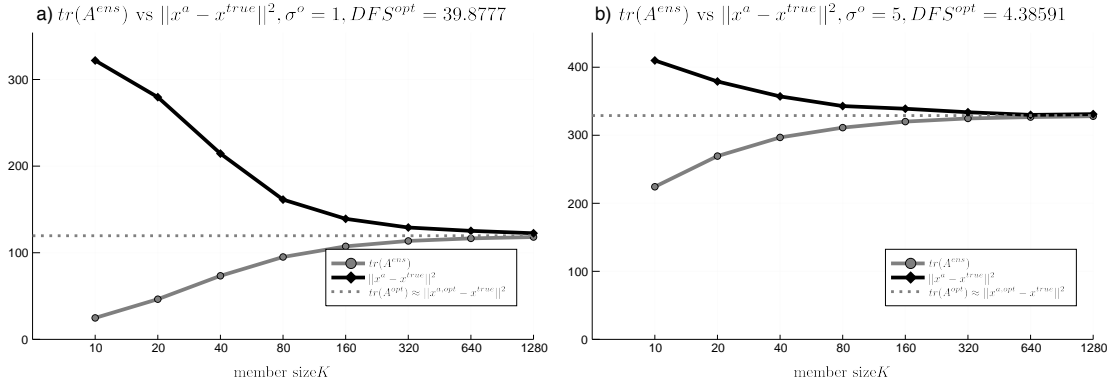 a) tr(A^{ens}) vs ||x^a − x^{true}||^2, σ^o = 1, DFS^{opt} = 39.8777
300
200
100
0
10 20 40 80 160 320 640 1280
member sizeK
tr(A^{ens})
||x^a − x^{true}||^2
tr(A^{opt}) ≈ ||x^{a,opt} − x^{true}||^2
b) tr(A^{ens}) vs ||x^a − x^{true}||^2, σ^o = 5, DFS^{opt} = 4.38591
400
300
200
100
0
10 20 40 80 160 320 640 1280
member sizeK
tr(A^{ens})
||x^a − x^{true}||^2
tr(A^{opt}) ≈ ||x^{a,opt} − x^{true}||^2